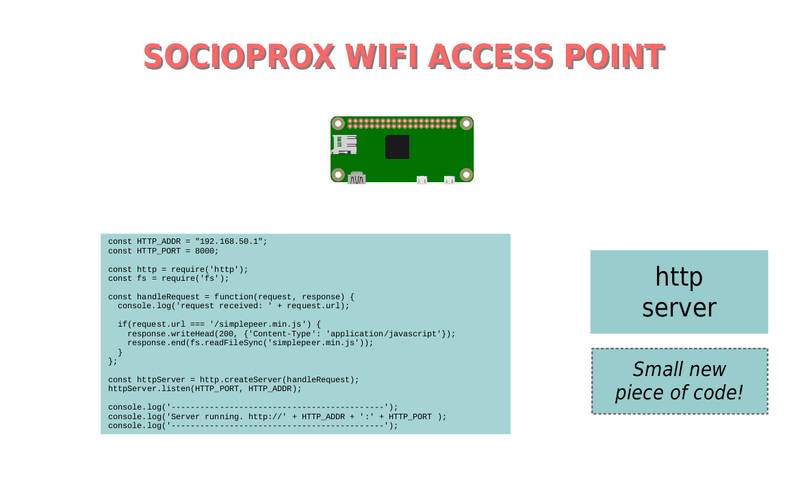 SOCIOPROX WIFI ACCESS POINT
const HTTP_ADDR = "192.168.50.1";
const HTTP_PORT = 8000;
const http = require('http');
const fs = require('fs');
const handleRequest = function(request, response) {
  console.log('request received: ' + request.url);
  if(request.url === '/simplepeer.min.js') {
    response.writeHead(200, {'Content-Type': 'application/javascript'});
    response.end(fs.readFileSync('simplepeer.min.js'));
  }
};
const httpServer = http.createServer(handleRequest);
httpServer.listen(HTTP_PORT, HTTP_ADDR);
console.log('--------------------------------------------');
console.log('Server running. http://' + HTTP_ADDR + ':' + HTTP_PORT );
console.log('--------------------------------------------');
http
server
Small new
piece of code!